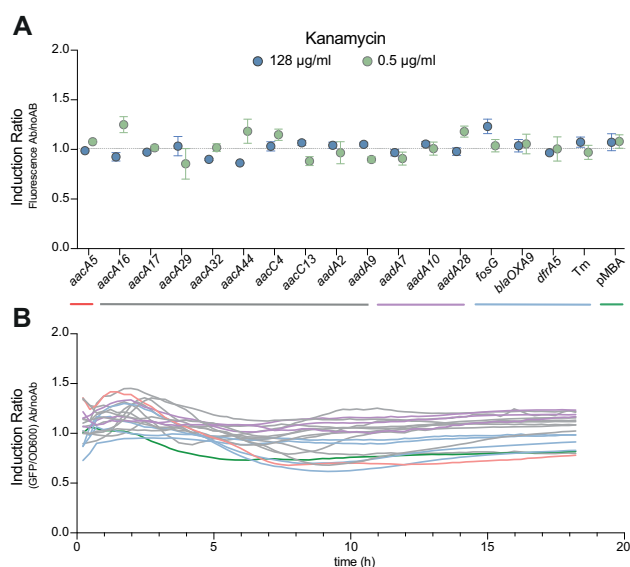 A
Kanamycin
128 µg/ml 0.5 µg/ml
Induction Ratio
Fluorescence Ab/noAB
2.0
1.5
1.0
0.5
0.0
aacA5 aacA16 aacA17 aacA29 aacA32 aacA44 aacC4 aacC13 aadA2 aadA9 aadA7 aadA10 aadA28 fosG blaOXA9 dfrA5 Tm pMBA
B
Induction Ratio
(GFP/OD600) Ab/noAb
2.0
1.5
1.0
0.5
0.0
0 5 10 15 20
time (h)